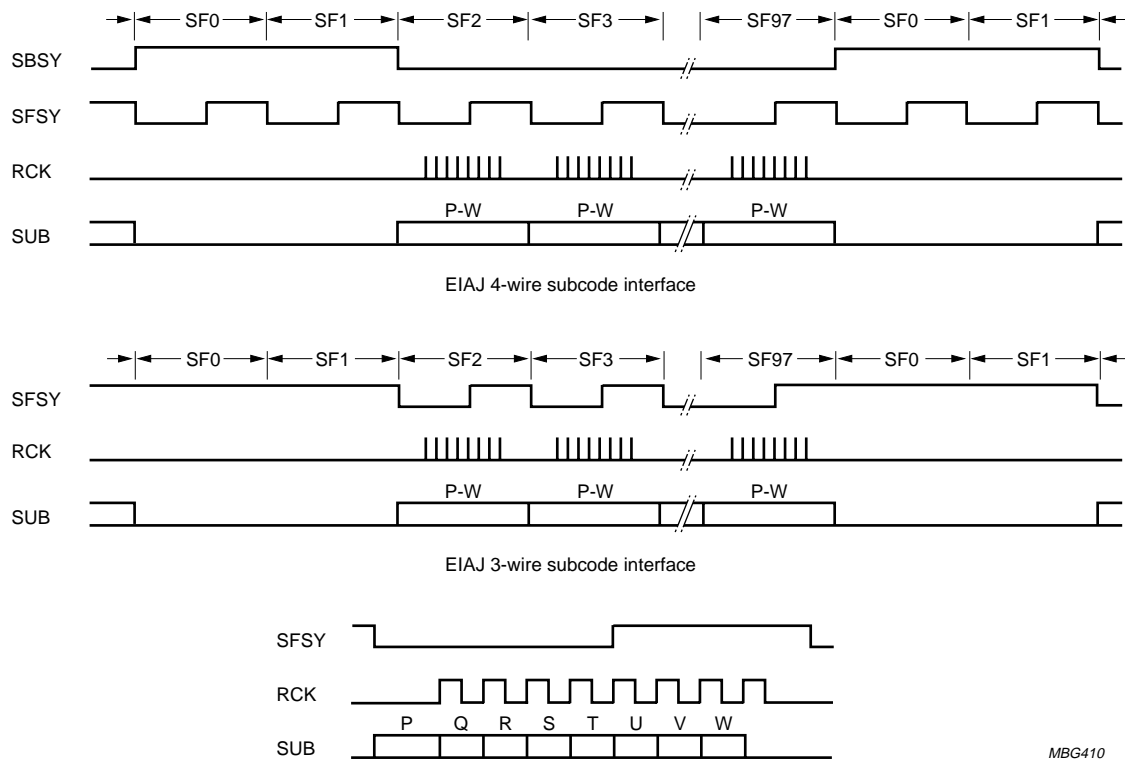 SF0 SF1 SF2 SF3 SF97 SF0 SF1
SBSY
SFSY
RCK
P-W P-W P-W
SUB
EIAJ 4-wire subcode interface
SF0 SF1 SF2 SF3 SF97 SF0 SF1
SFSY
RCK
P-W P-W P-W
SUB
EIAJ 3-wire subcode interface
SFSY
RCK
P Q R S T U V W
SUB
MBG410